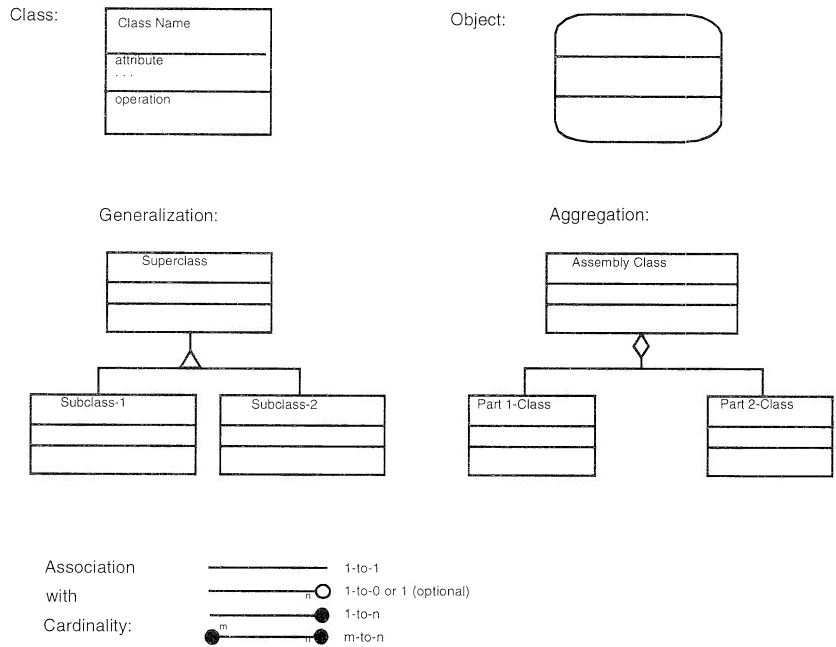 Class:
Class Name
attribute
. . .
operation
Object:
Generalization:
Superclass
Subclass-1
Subclass-2
Aggregation:
Assembly Class
Part 1-Class
Part 2-Class
Association
with
Cardinality:
1-to-1
n
1-to-0 or 1 (optional)
1-to-n
m
n
m-to-n